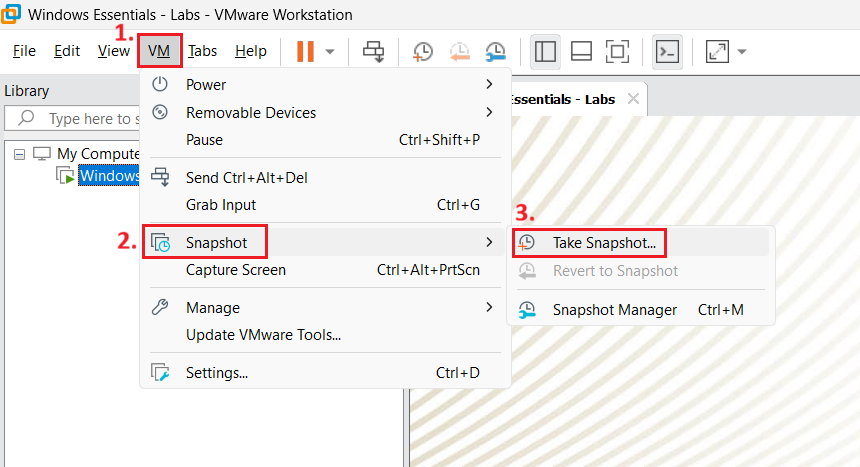 Windows Essentials - Labs - VMware Workstation
1.
File Edit View VM Tabs Help
Library
Type here to s
My Compute
Windows
Essentials - Labs
Power
Removable Devices
Pause Ctrl+Shift+P
Send Ctrl+Alt+Del
Grab Input Ctrl+G
2.
Snapshot
Capture Screen Ctrl+Alt+PrtScn
Manage
Update VMware Tools...
Settings... Ctrl+D
3.
Take Snapshot...
Revert to Snapshot
Snapshot Manager Ctrl+M